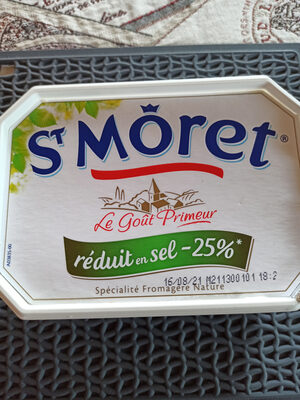 ST MÔRET®
Le Goût Primeur
réduit en sel -25%*
16/08/21 M211300101 18:2
Spécialité Fromagère Nature